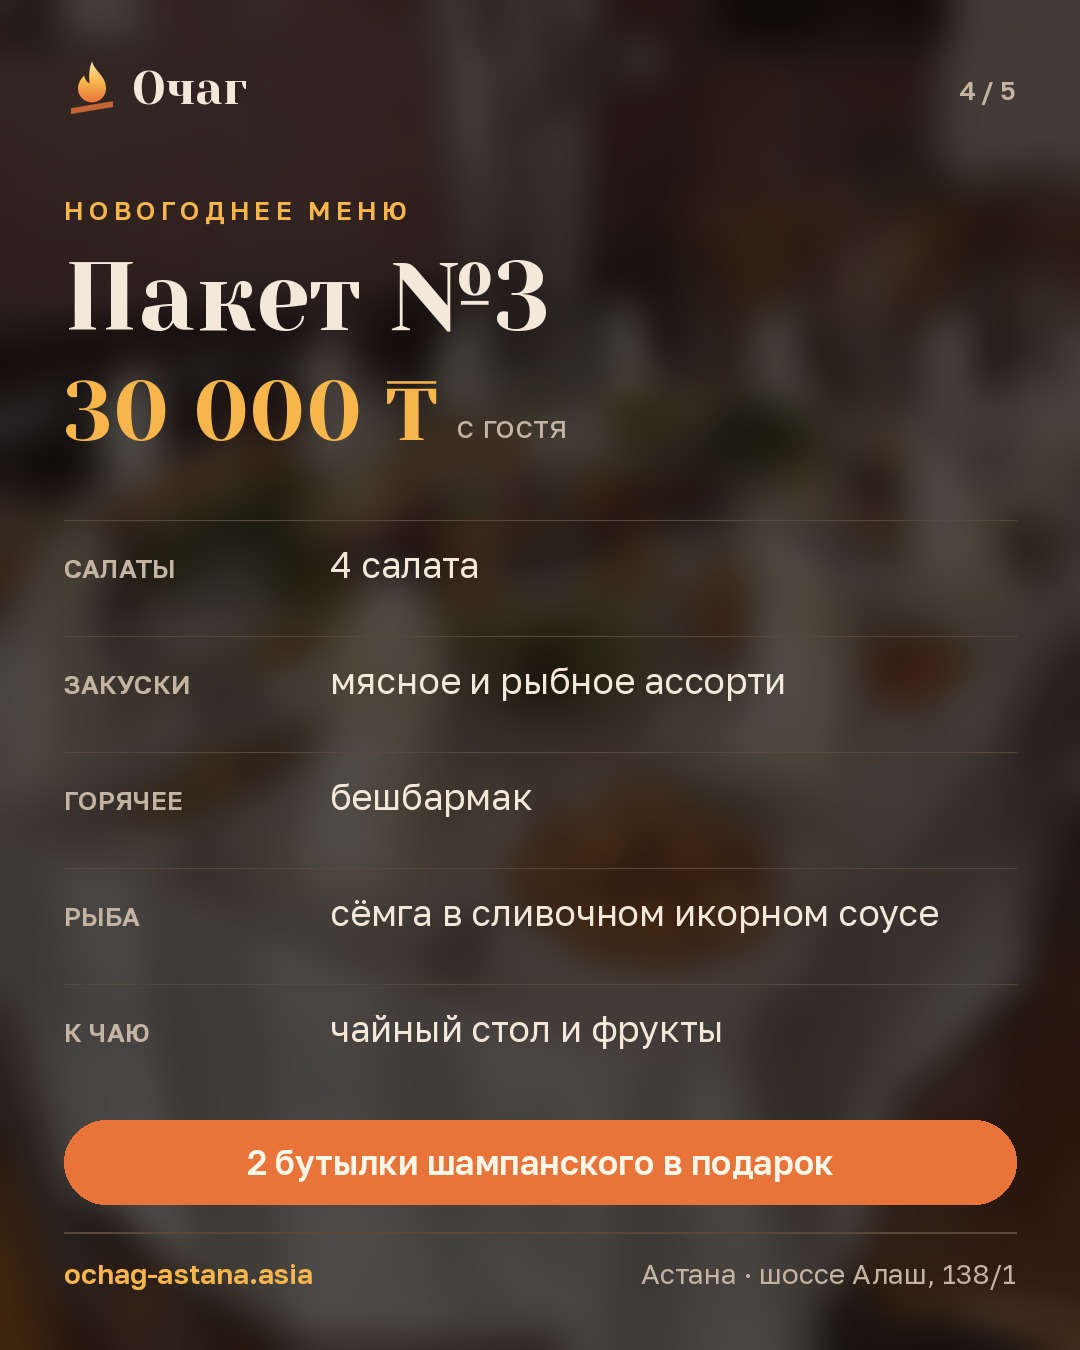 Очаг
4 / 5
НОВОГОДНЕЕ МЕНЮ
Пакет №3
30 000 ₸ с гостя
САЛАТЫ 4 салата
ЗАКУСКИ мясное и рыбное ассорти
ГОРЯЧЕЕ бешбармак
РЫБА сёмга в сливочном икорном соусе
К ЧАЮ чайный стол и фрукты
2 бутылки шампанского в подарок
ochag-astana.asia
Астана · шоссе Алаш, 138/1